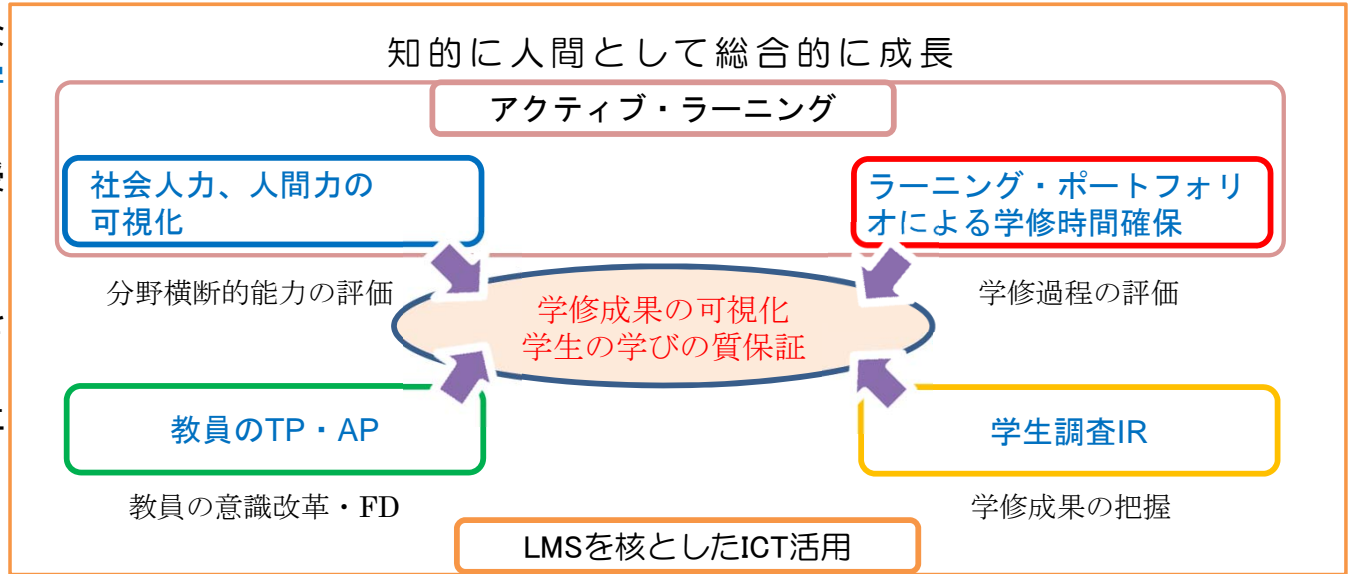 知的に人間として総合的に成長
アクティブ・ラーニング
社会人力、人間力の
可視化
ラーニング・ポートフォリ
オによる学修時間確保
分野横断的能力の評価
学修過程の評価
学修成果の可視化
学生の学びの質保証
教員のTP・AP
学生調査IR
教員の意識改革・FD
学修成果の把握
LMSを核としたICT活用